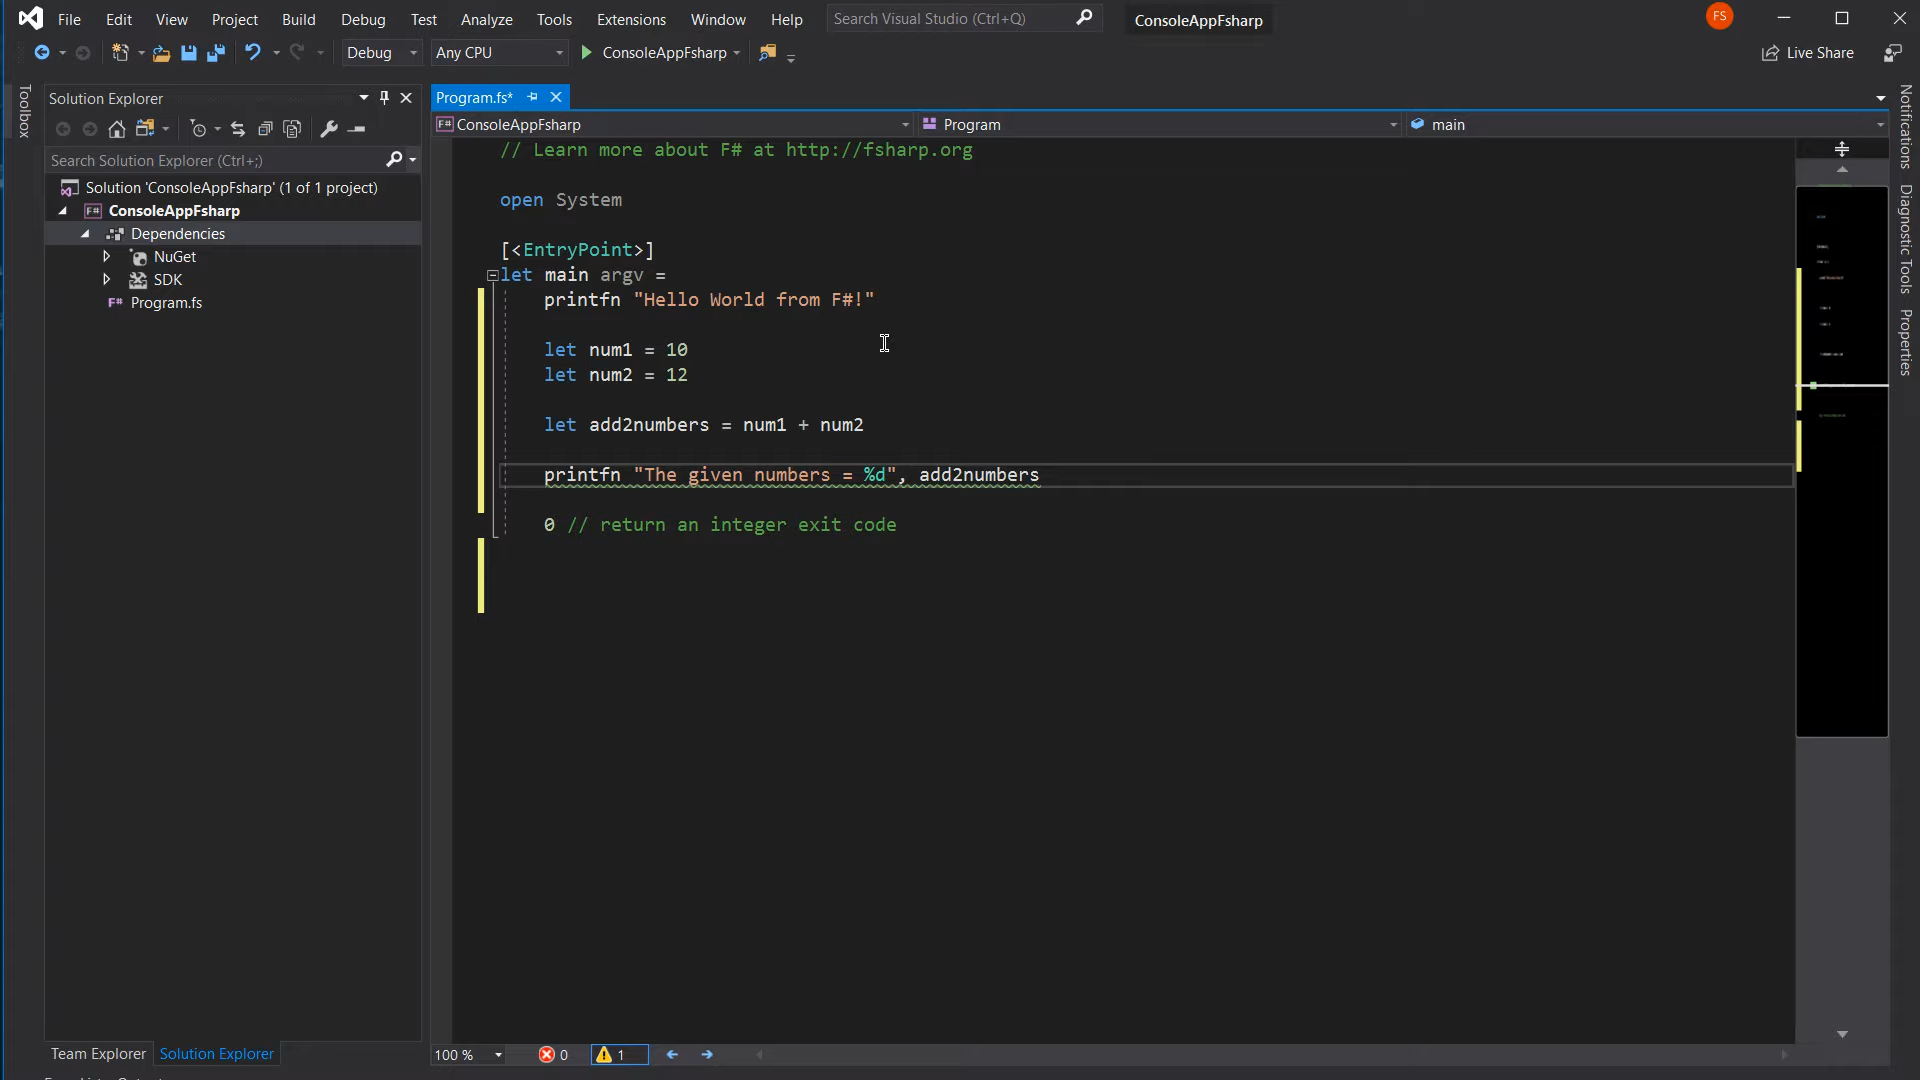 File Edit View Project Build Debug Test Analyze Tools Extensions Window Help Search Visual Studio (Ctrl+Q) ConsoleAppFsharp FS
Debug Any CPU ConsoleAppFsharp Live Share
Toolbox
Solution Explorer
Search Solution Explorer (Ctrl+;)
Solution 'ConsoleAppFsharp' (1 of 1 project)
F# ConsoleAppFsharp
Dependencies
NuGet
SDK
F# Program.fs
Team Explorer Solution Explorer
Program.fs*
F# ConsoleAppFsharp Program main
// Learn more about F# at http://fsharp.org
open System
[<EntryPoint>]
let main argv =
printfn "Hello World from F#!"
let num1 = 10
let num2 = 12
let add2numbers = num1 + num2
printfn "The given numbers = %d", add2numbers
0 // return an integer exit code
100 % 0 1
Notifications
Diagnostic Tools
Properties